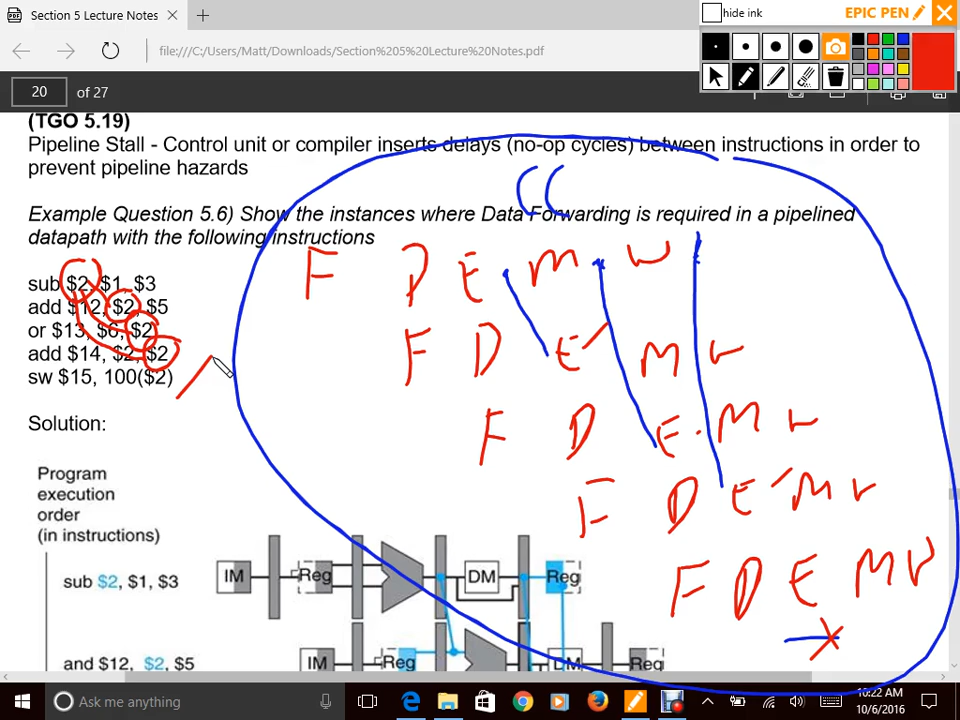 Section 5 Lecture Notes
hide ink
EPIC PEN
file:///C:/Users/Matt/Downloads/Section%205%20Lecture%20Notes.pdf
20 of 27
(TGO 5.19)
Pipeline Stall - Control unit or compiler inserts delays (no-op cycles) between instructions in order to
prevent pipeline hazards
Example Question 5.6) Show the instances where Data Forwarding is required in a pipelined
datapath with the following instructions
sub $2, $1, $3
add $12, $2, $5
or $13, $6, $2
add $14, $2, $2
sw $15, 100($2)
F D E M W
F D E M W
F D E M W
F D E M W
F D E M W
Solution:
Program
execution
order
(in instructions)
sub $2, $1, $3
IM Reg DM Reg
and $12, $2, $5
IM Reg DM Reg
Ask me anything
10:22 AM
10/6/2016